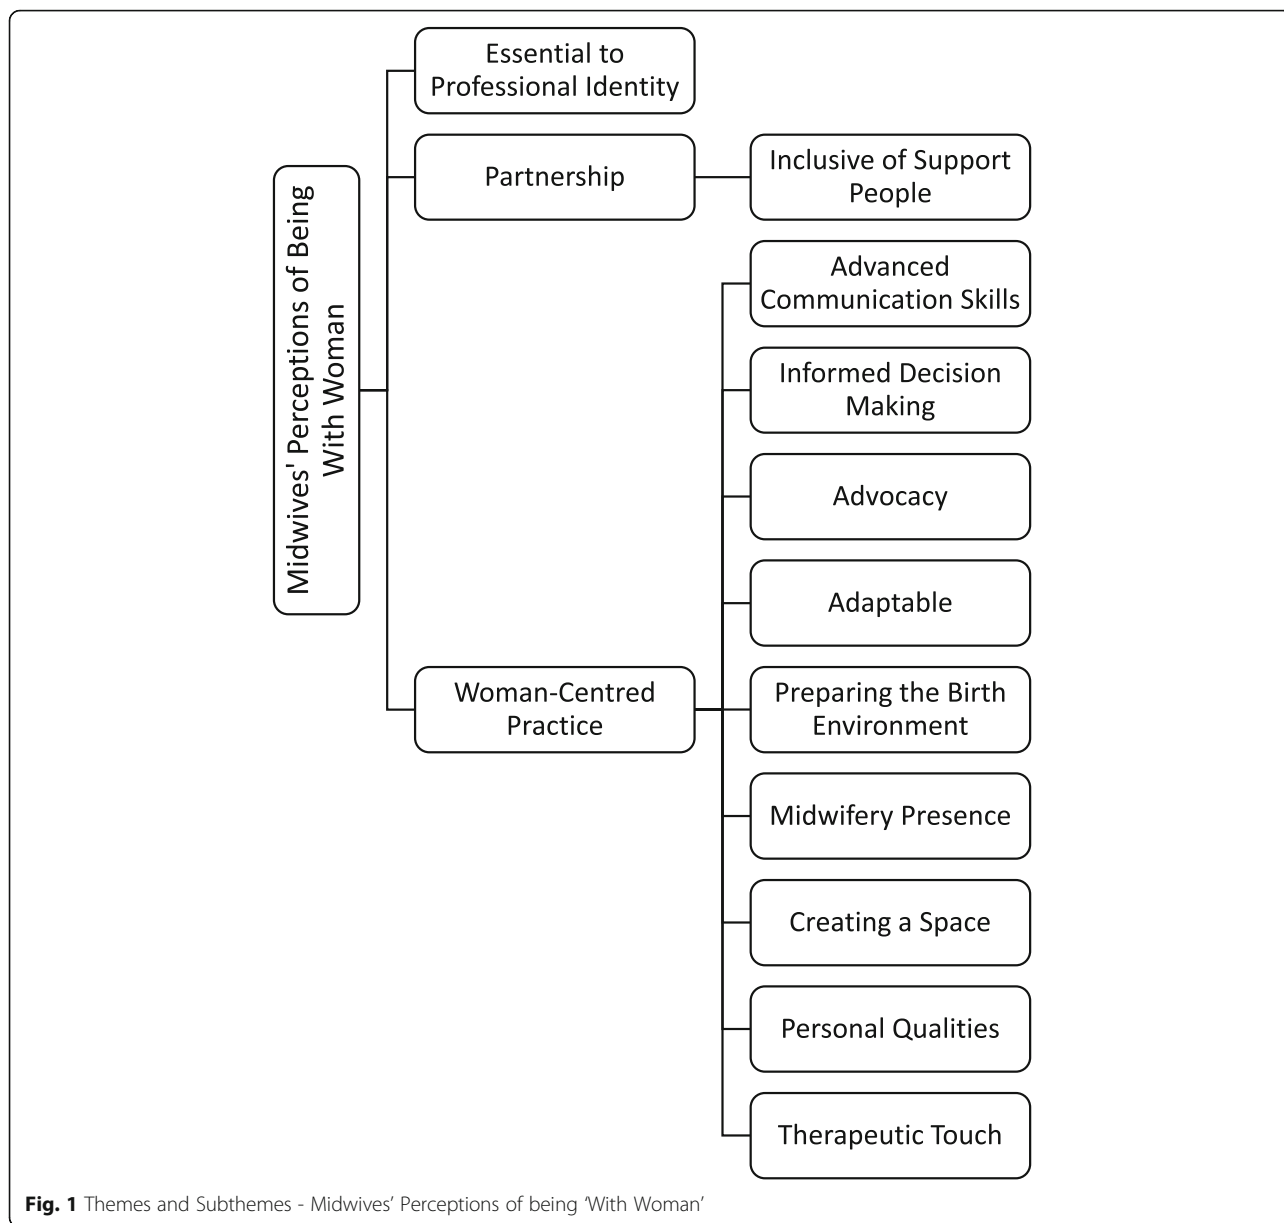 Midwives' Perceptions of Being
With Woman
Essential to
Professional Identity
Partnership
Inclusive of Support
People
Woman-Centred
Practice
Advanced
Communication Skills
Informed Decision
Making
Advocacy
Adaptable
Preparing the Birth
Environment
Midwifery Presence
Creating a Space
Personal Qualities
Therapeutic Touch
Fig. 1 Themes and Subthemes - Midwives’ Perceptions of being ‘With Woman’